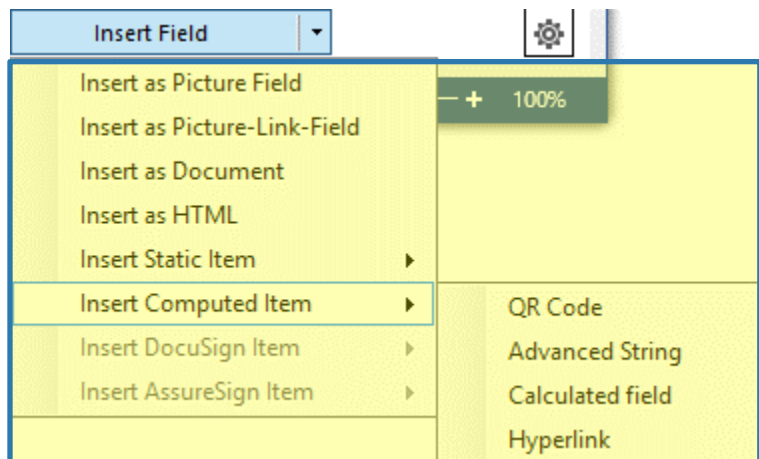 Insert Field
Insert as Picture Field
100%
Insert as Picture-Link-Field
Insert as Document
Insert as HTML
Insert Static Item
Insert Computed Item
QR Code
Insert DocuSign Item
Advanced String
Insert AssureSign Item
Calculated field
Hyperlink